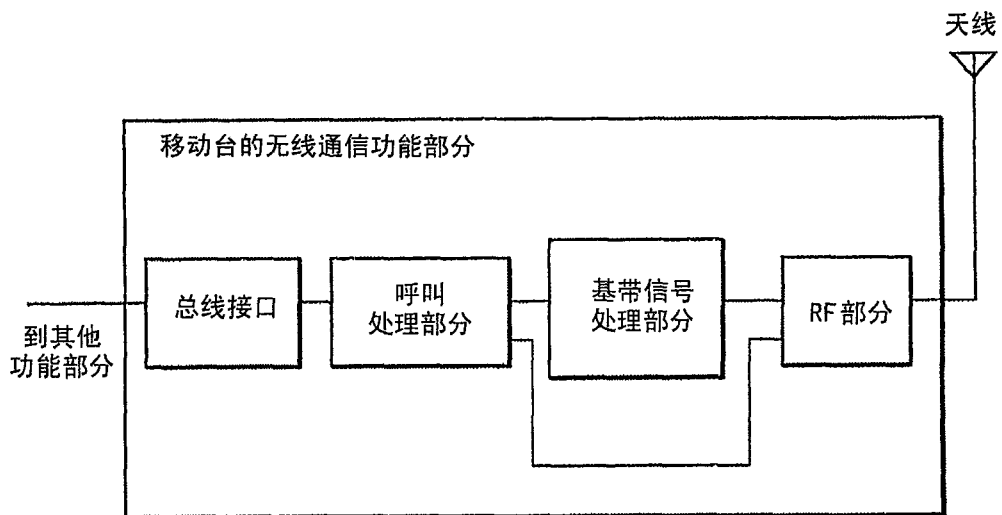 天线
移动台的无线通信功能部分
总线接口
呼叫
处理部分
基带信号
处理部分
RF部分
到其他
功能部分